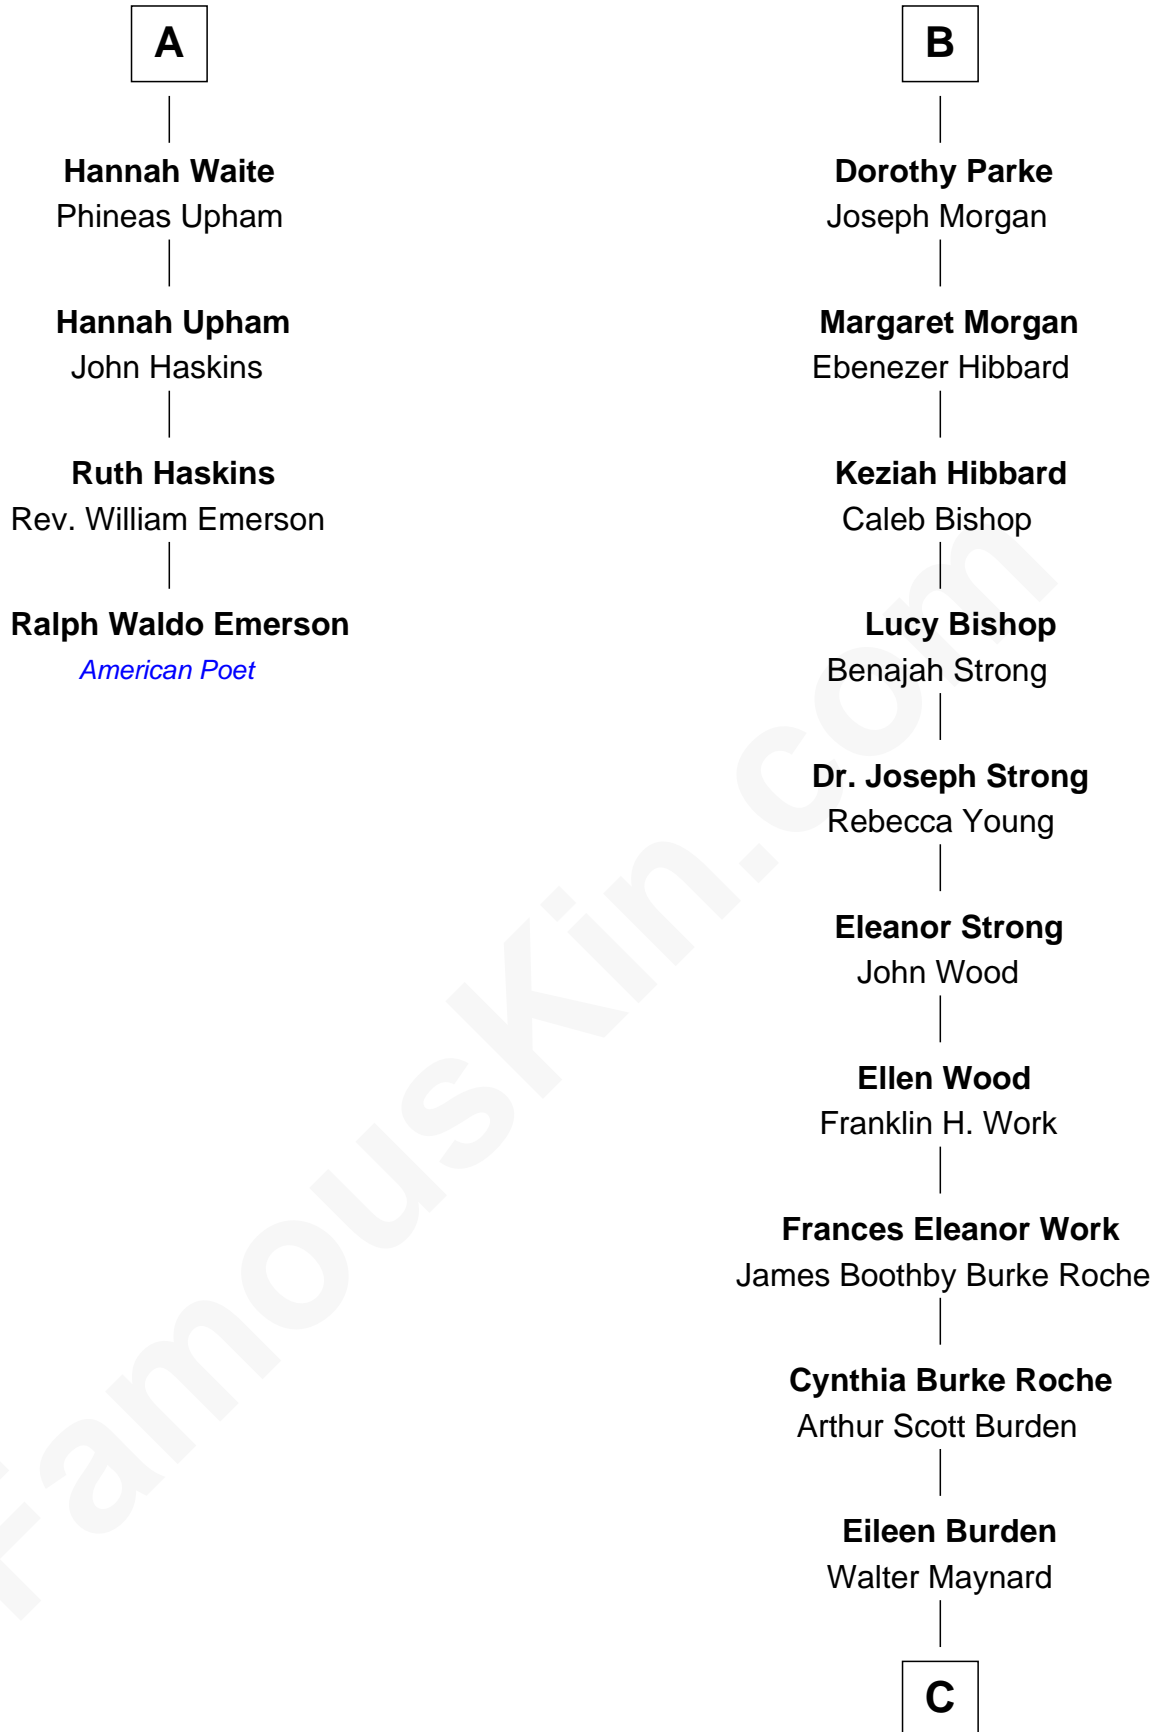 A
Hannah Waite
Phineas Upham
Hannah Upham
John Haskins
Ruth Haskins
Rev. William Emerson
Ralph Waldo Emerson
American Poet
B
Dorothy Parke
Joseph Morgan
Margaret Morgan
Ebenezer Hibbard
Keziah Hibbard
Caleb Bishop
Lucy Bishop
Benajah Strong
Dr. Joseph Strong
Rebecca Young
Eleanor Strong
John Wood
Ellen Wood
Franklin H. Work
Frances Eleanor Work
James Boothby Burke Roche
Cynthia Burke Roche
Arthur Scott Burden
Eileen Burden
Walter Maynard
C
FamousKin.com